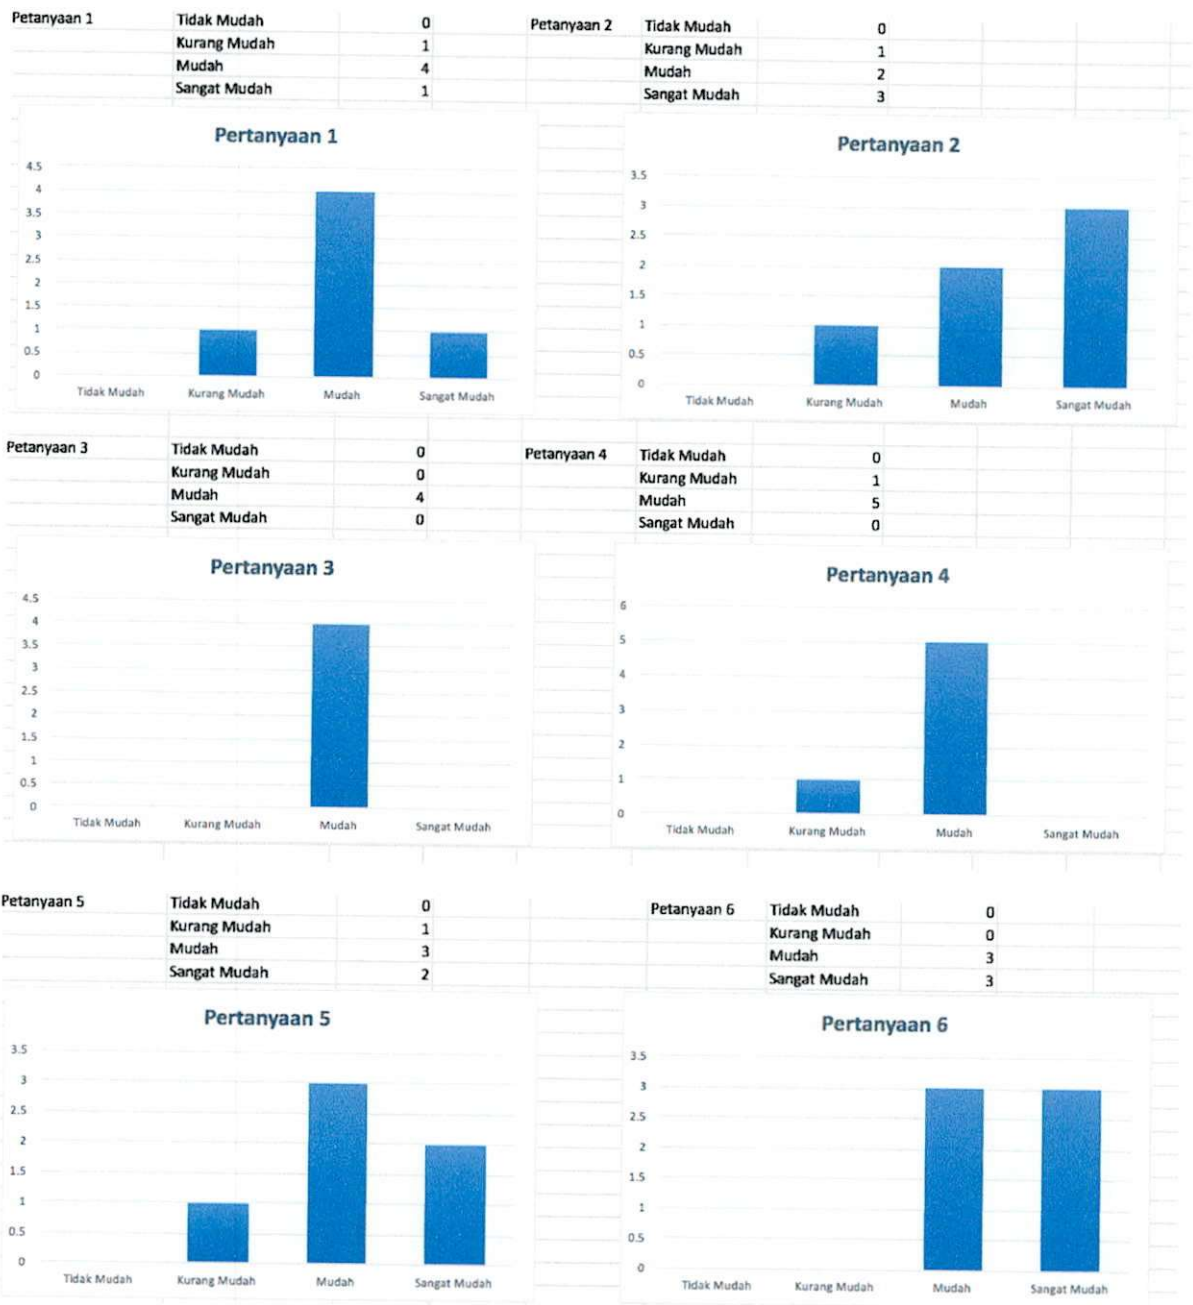 Petanyaan 1 Tidak Mudah 0 Petanyaan 2 Tidak Mudah 0
Kurang Mudah 1 Kurang Mudah 1
Mudah 4 Mudah 2
Sangat Mudah 1 Sangat Mudah 3
Pertanyaan 1
4.5
4
3.5
3
2.5
2
1.5
1
0.5
0
Tidak Mudah Kurang Mudah Mudah Sangat Mudah
Pertanyaan 2
3.5
3
2.5
2
1.5
1
0.5
0
Tidak Mudah Kurang Mudah Mudah Sangat Mudah
Petanyaan 3 Tidak Mudah 0 Petanyaan 4 Tidak Mudah 0
Kurang Mudah 0 Kurang Mudah 1
Mudah 4 Mudah 5
Sangat Mudah 0 Sangat Mudah 0
Pertanyaan 3
4.5
4
3.5
3
2.5
2
1.5
1
0.5
0
Tidak Mudah Kurang Mudah Mudah Sangat Mudah
Pertanyaan 4
6
5
4
3
2
1
0
Tidak Mudah Kurang Mudah Mudah Sangat Mudah
Petanyaan 5 Tidak Mudah 0 Petanyaan 6 Tidak Mudah 0
Kurang Mudah 1 Kurang Mudah 0
Mudah 3 Mudah 3
Sangat Mudah 2 Sangat Mudah 3
Pertanyaan 5
3.5
3
2.5
2
1.5
1
0.5
0
Tidak Mudah Kurang Mudah Mudah Sangat Mudah
Pertanyaan 6
3.5
3
2.5
2
1.5
1
0.5
0
Tidak Mudah Kurang Mudah Mudah Sangat Mudah